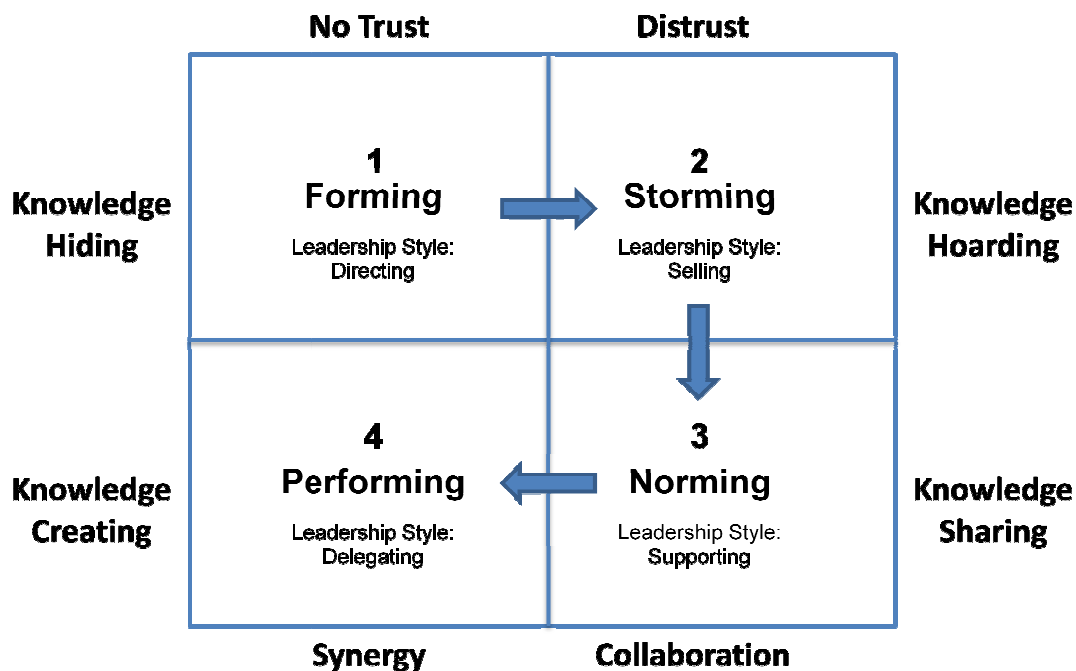 No Trust
Distrust
Knowledge
Hiding
1
Forming
Leadership Style:
Directing
2
Storming
Leadership Style:
Selling
Knowledge
Hoarding
Knowledge
Creating
4
Performing
Leadership Style:
Delegating
3
Norming
Leadership Style:
Supporting
Knowledge
Sharing
Synergy
Collaboration